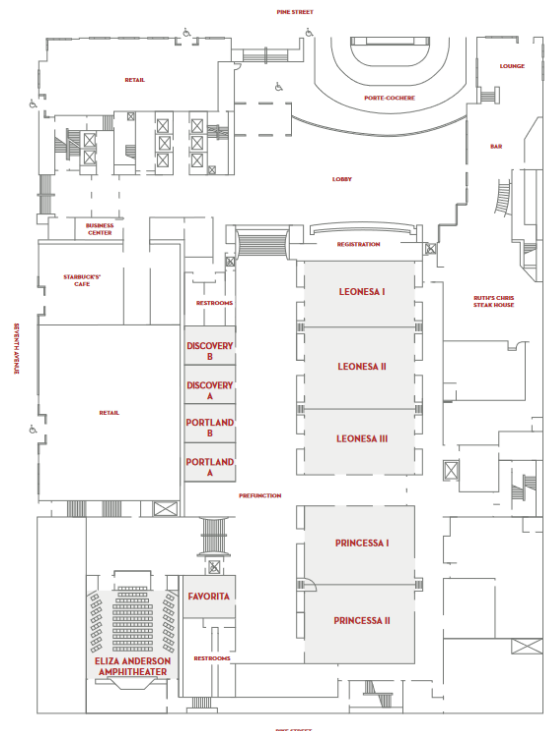 PINE STREET
LOUNGE
RETAIL
PORTE-COCHERE
BAR
LOBBY
BUSINESS
CENTER
REGISTRATION
STARBUCK'S'
CAFE
RESTROOMS
LEONESA I
RUTH'S CHRIS
STEAK HOUSE
SEVENTH AVENUE
DISCOVERY
B
LEONESA II
DISCOVERY
A
RETAIL
PORTLAND
B
LEONESA III
PORTLAND
A
PREFUNCTION
PRINCESSA I
FAVORITA
PRINCESSA II
RESTROOMS
ELIZA ANDERSON
AMPHITHEATER